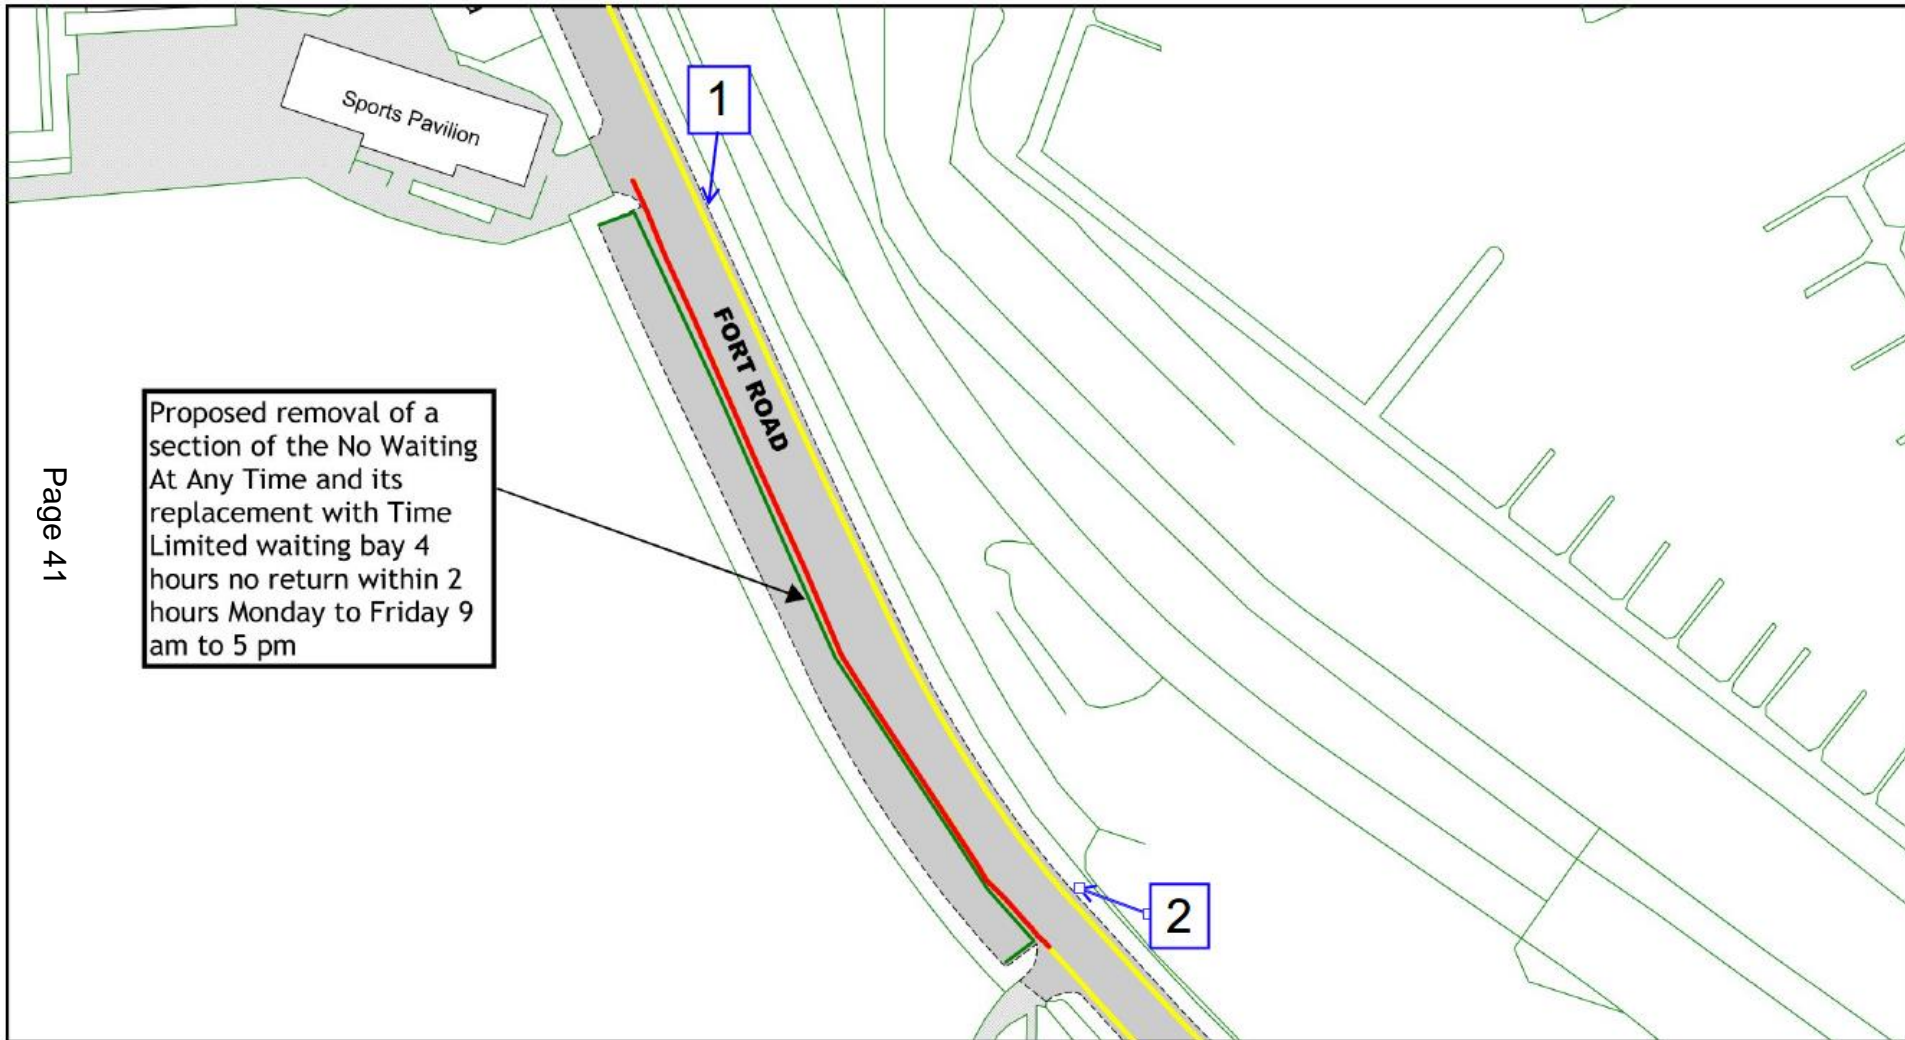 Sports Pavilion
1
FORT ROAD
Proposed removal of a
section of the No Waiting
At Any Time and its
replacement with Time
Limited waiting bay 4
hours no return within 2
hours Monday to Friday 9
am to 5 pm
2
Page 41